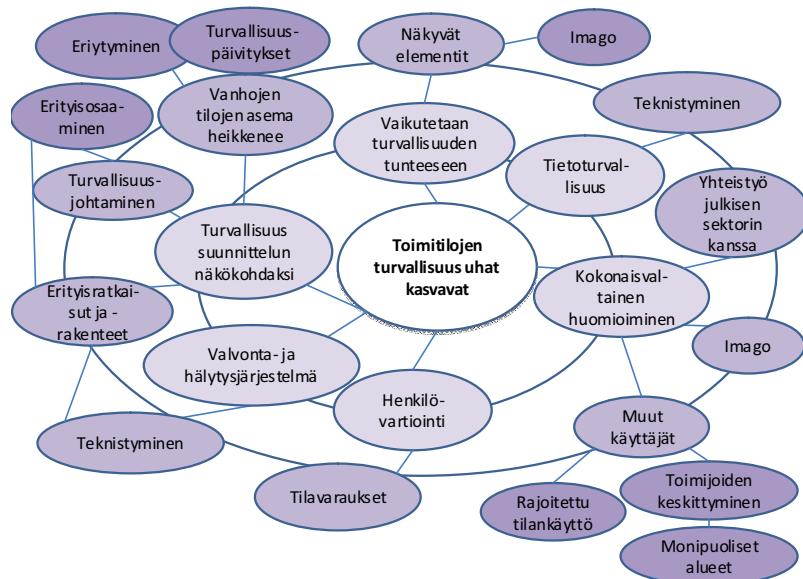 Eriytyminen
Turvallisuus-
päivitykset
Näkyvät
elementit
Imago
Erityisosaa-
minen
Vanhojen
tilojen asema
heikkenee
Teknistyminen
Vaikutetaan
turvallisuuden
tunteeseen
Tietoturval-
lisuus
Turvallisuus-
johtaminen
Yhteistyö
julkisen
sektorin
kanssa
Turvallisuus
suunnittelun
näkökohdaksi
Toimitilojen
turvallisuus uhat
kasvavat
Kokonaisval-
tainen
huomioiminen
Erityisratkai-
sut ja -
rakenteet
Valvonta- ja
hälytysjärjestelmä
Imago
Henkilö-
vartiointi
Muut
käyttäjät
Teknistyminen
Tilavaraukset
Rajoitettu
tilankäyttö
Toimijoiden
keskittyminen
Monipuoliset
alueet